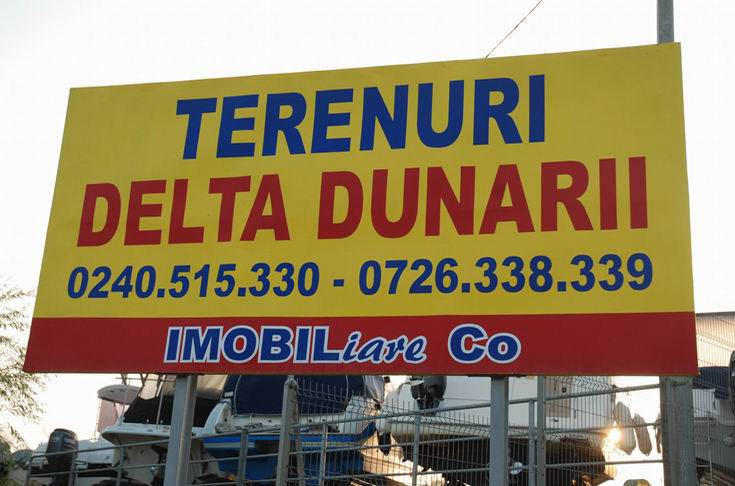 TERENURI
DELTA DUNARII
0240.515.330 - 0726.338.339
IMOBILiare Co